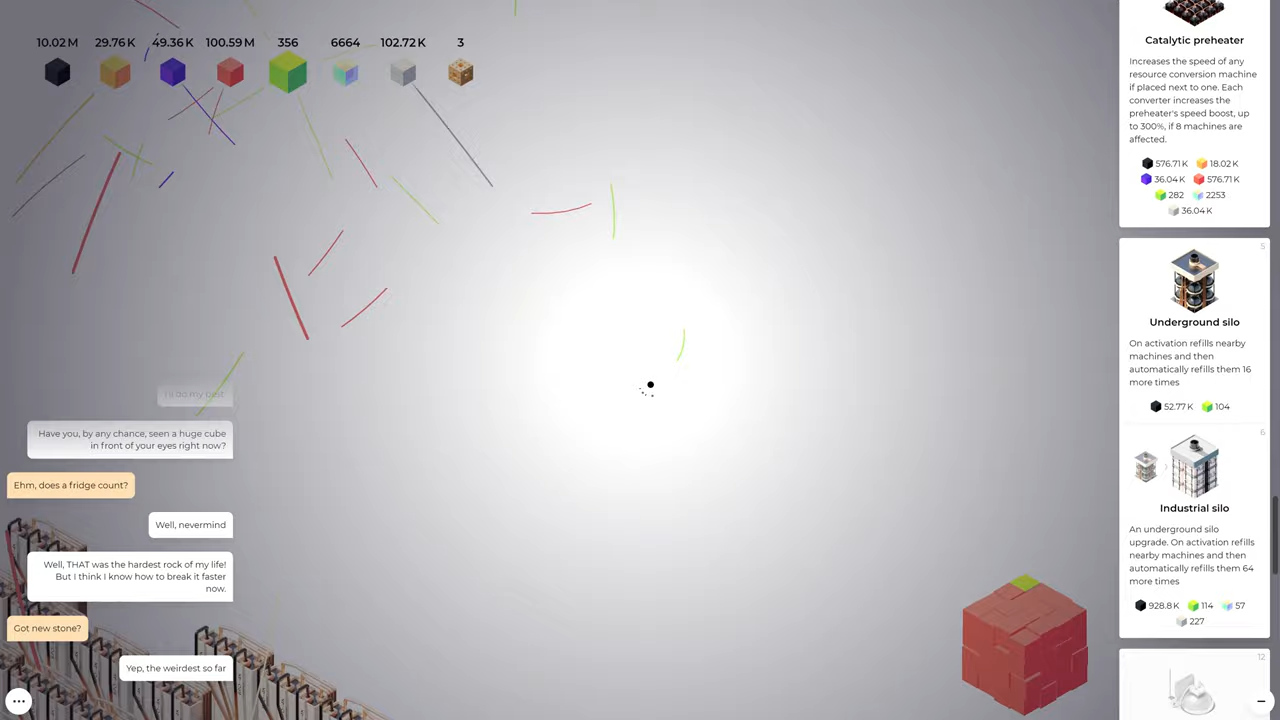 10.02 M 29.76 K 49.36 K 100.59 M 356 6664 102.72 K 3
I'll do my best
Have you, by any chance, seen a huge cube
in front of your eyes right now?
Ehm, does a fridge count?
Well, nevermind
Well, THAT was the hardest rock of my life!
But I think I know how to break it faster
now.
Got new stone?
Yep, the weirdest so far
Catalytic preheater
Increases the speed of any
resource conversion machine
if placed next to one. Each
converter increases the
preheater's speed boost, up
to 300%, if 8 machines are
affected.
576.71 K 18.02 K
36.04 K 576.71 K
282 2253
36.04 K
5
Underground silo
On activation refills nearby
machines and then
automatically refills them 16
more times
52.77 K 104
6
Industrial silo
An underground silo
upgrade. On activation refills
nearby machines and then
automatically refills them 64
more times
928.8 K 114 57
227
12